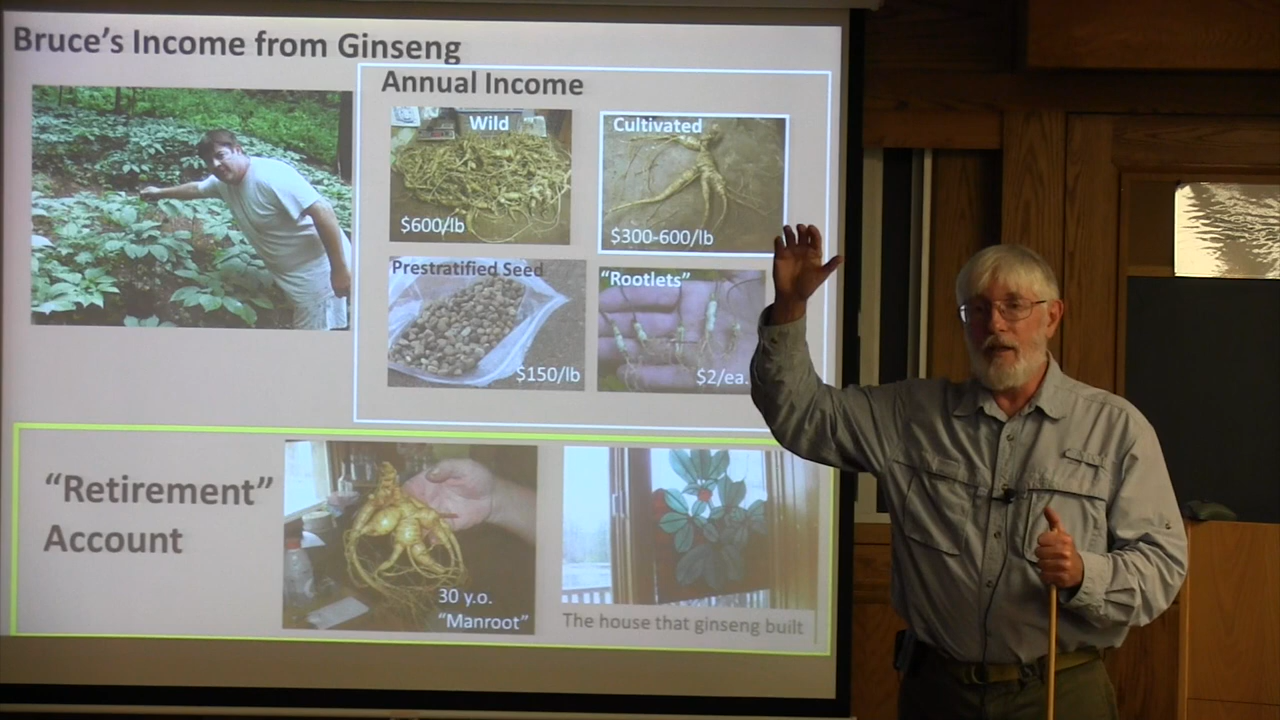 Bruce's Income from Ginseng
Annual Income
Wild
$600/lb
Cultivated
$300-600/lb
Prestratified Seed
$150/lb
"Rootlets"
$2/ea.
"Retirement"
Account
30 y.o.
"Manroot"
The house that ginseng built